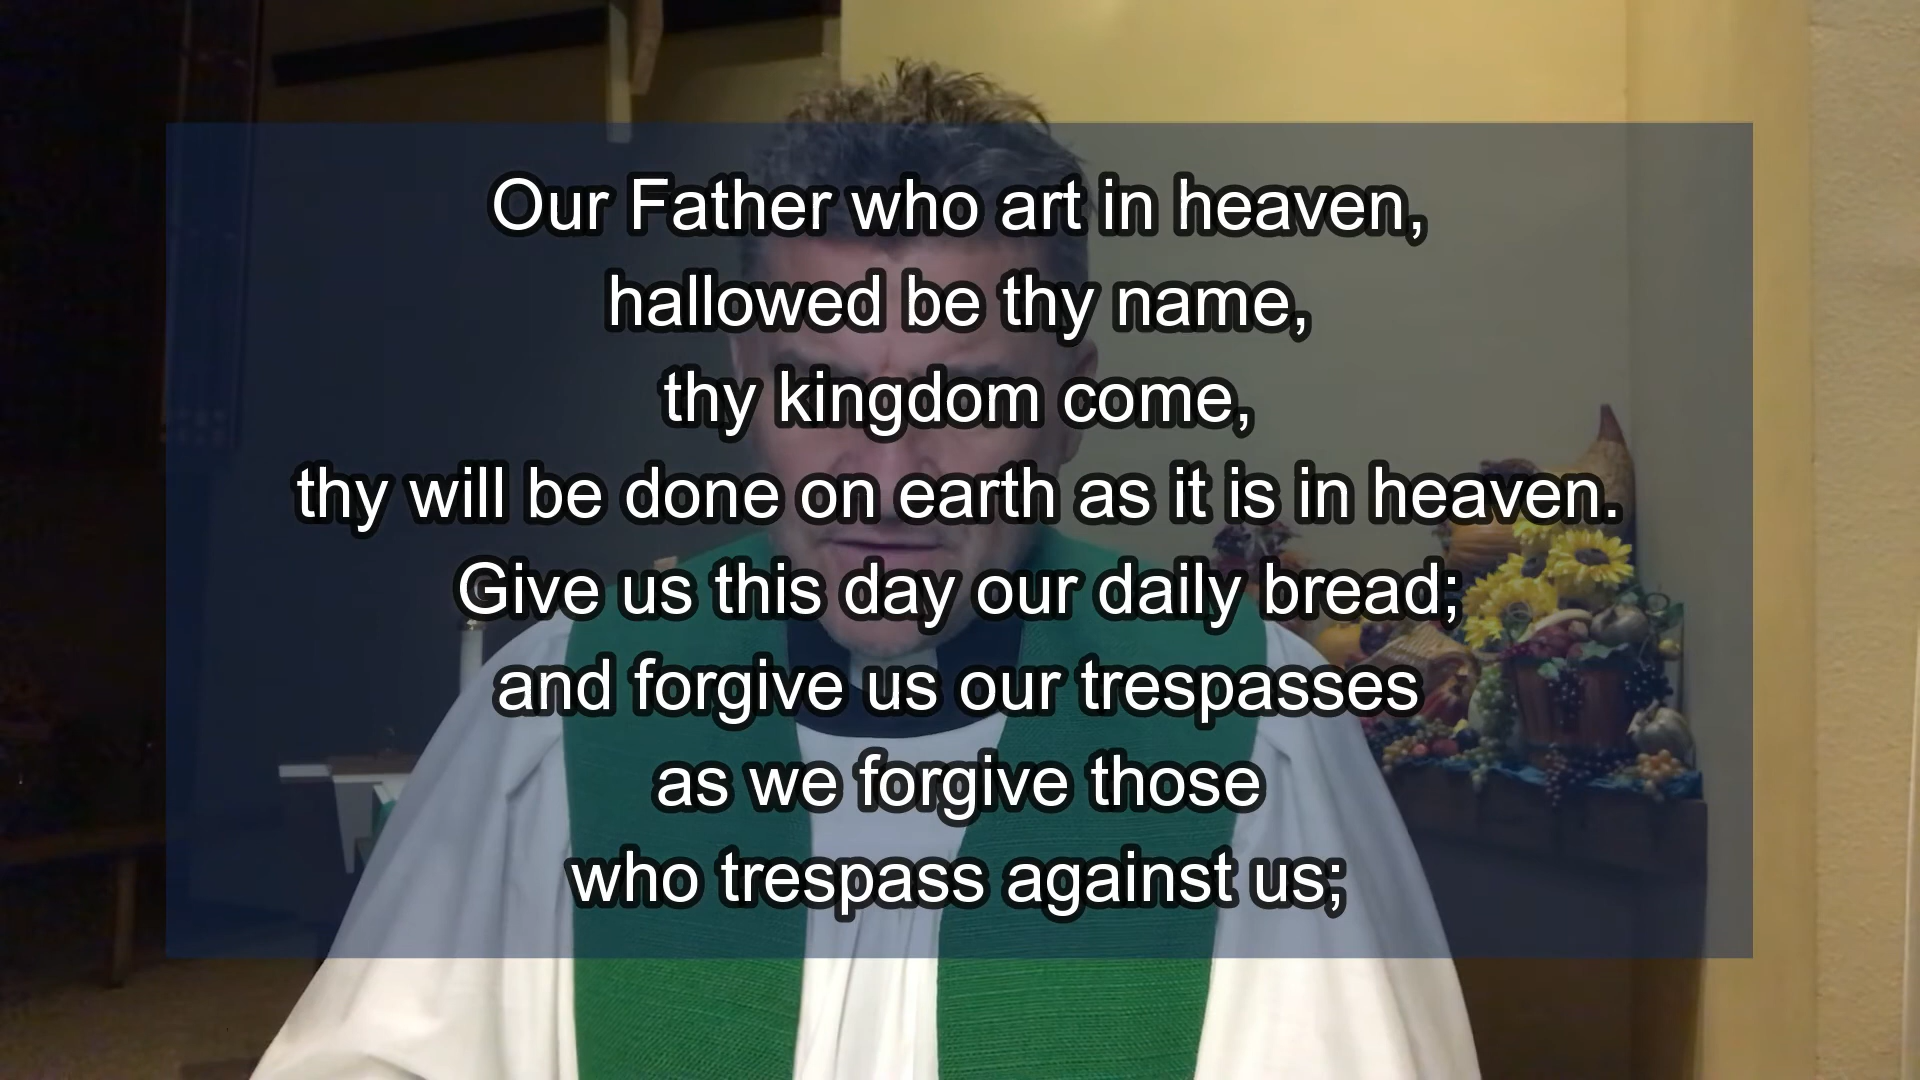 Our Father who art in heaven,
hallowed be thy name,
thy kingdom come,
thy will be done on earth as it is in heaven.
Give us this day our daily bread;
and forgive us our trespasses
as we forgive those
who trespass against us;